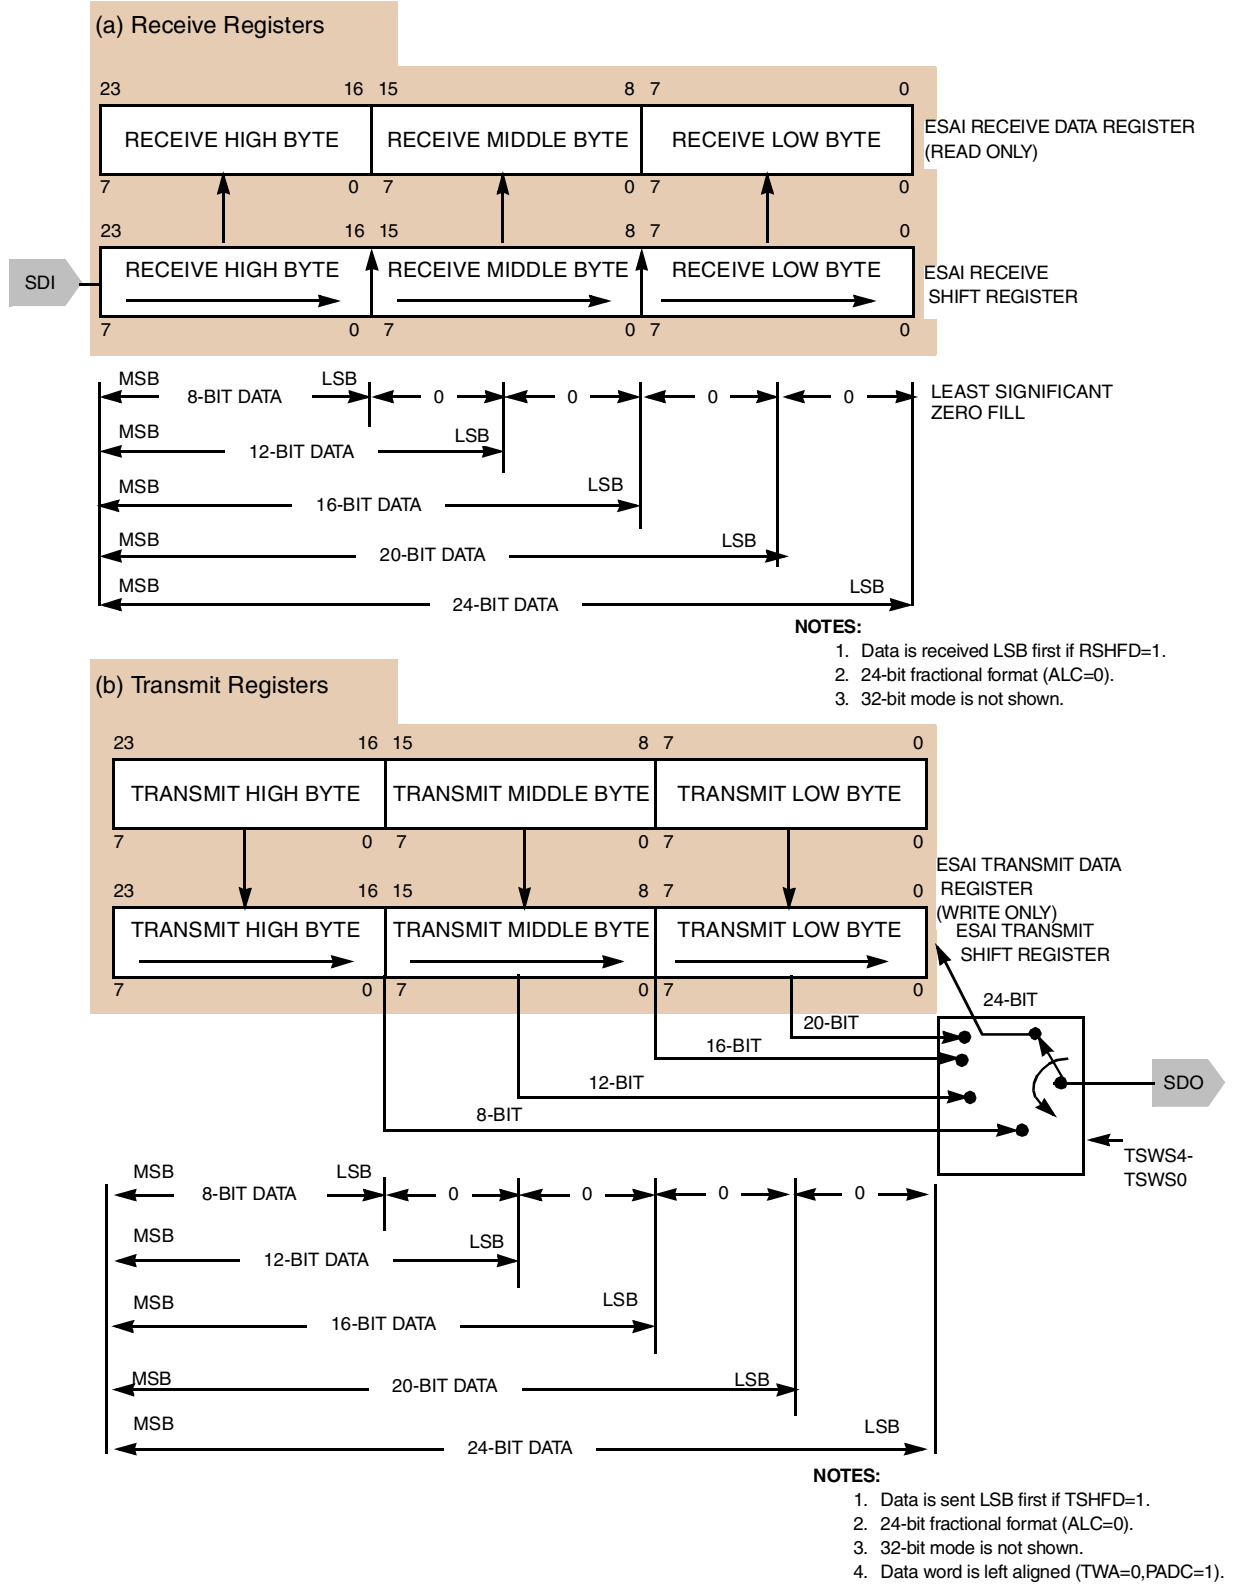 (a) Receive Registers
23 16 15 8 7 0
RECEIVE HIGH BYTE RECEIVE MIDDLE BYTE RECEIVE LOW BYTE
ESAI RECEIVE DATA REGISTER
(READ ONLY)
7 0 7 0 7 0
23 16 15 8 7 0
SDI
RECEIVE HIGH BYTE RECEIVE MIDDLE BYTE RECEIVE LOW BYTE
ESAI RECEIVE
SHIFT REGISTER
7 0 7 0 7 0
MSB LSB
8-BIT DATA 0 0 0 0
LEAST SIGNIFICANT
ZERO FILL
MSB LSB
12-BIT DATA
MSB LSB
16-BIT DATA
MSB LSB
20-BIT DATA
MSB LSB
24-BIT DATA
NOTES:
1. Data is received LSB first if RSHFD=1.
2. 24-bit fractional format (ALC=0).
3. 32-bit mode is not shown.
(b) Transmit Registers
23 16 15 8 7 0
TRANSMIT HIGH BYTE TRANSMIT MIDDLE BYTE TRANSMIT LOW BYTE
7 0 7 0 7 0
ESAI TRANSMIT DATA
REGISTER
(WRITE ONLY)
23 16 15 8 7 0
TRANSMIT HIGH BYTE TRANSMIT MIDDLE BYTE TRANSMIT LOW BYTE
ESAI TRANSMIT
SHIFT REGISTER
7 0 7 0 7 0
24-BIT
20-BIT
16-BIT
12-BIT
8-BIT
SDO
TSWS4-
TSWS0
MSB LSB
8-BIT DATA 0 0 0 0
MSB LSB
12-BIT DATA
MSB LSB
16-BIT DATA
MSB LSB
20-BIT DATA
MSB LSB
24-BIT DATA
NOTES:
1. Data is sent LSB first if TSHFD=1.
2. 24-bit fractional format (ALC=0).
3. 32-bit mode is not shown.
4. Data word is left aligned (TWA=0,PADC=1).